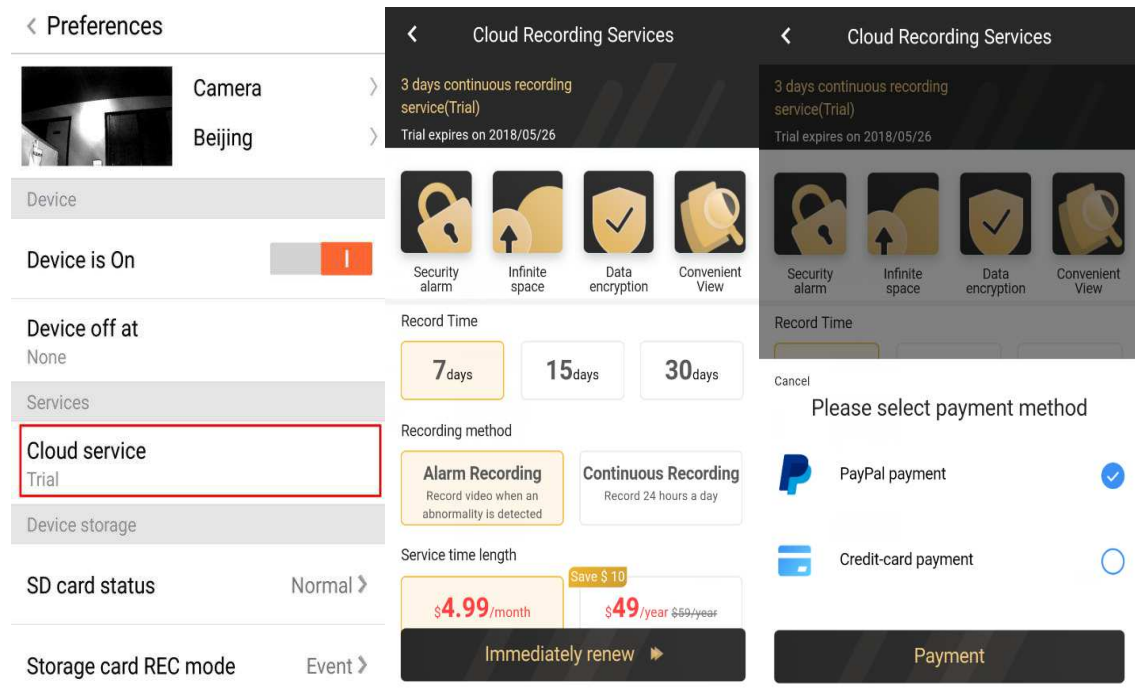 Preferences
Camera
Beijing
Device
Device is On
Device off at
None
Services
Cloud service
Trial
Device storage
SD card status Normal
Storage card REC mode Event
Cloud Recording Services
3 days continuous recording
service(Trial)
Trial expires on 2018/05/26
Security
alarm
Infinite
space
Data
encryption
Convenient
View
Record Time
7days 15days 30days
Recording method
Alarm Recording
Record video when an
abnormality is detected
Continuous Recording
Record 24 hours a day
Service time length
Save $ 10
$4.99/month
$49/year $59/year
Immediately renew
Cloud Recording Services
3 days continuous recording
service(Trial)
Trial expires on 2018/05/26
Security
alarm
Infinite
space
Data
encryption
Convenient
View
Record Time
Cancel
Please select payment method
PayPal payment
Credit-card payment
Payment